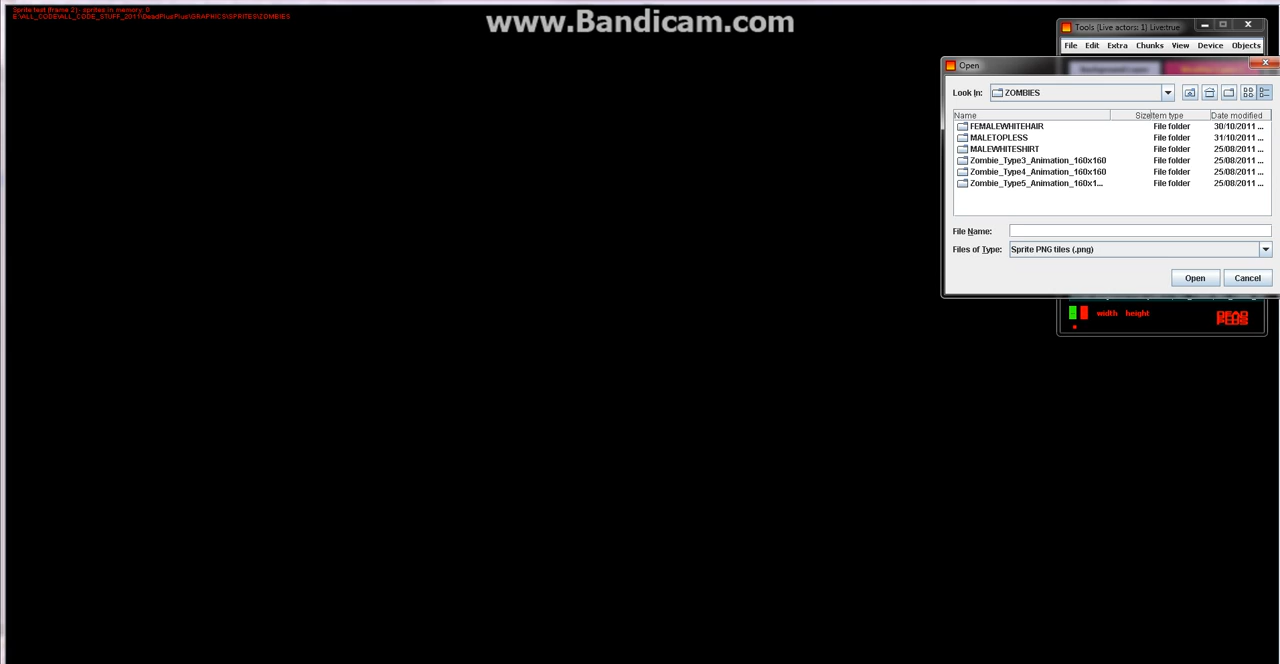 Sprite test (frame 2)- sprites in memory: 0
E:\ALL_CODE\ALL_CODE_STUFF_2011\DeadPlusPlus\GRAPHICS\SPRITES\ZOMBIES
www.Bandicam.com
Tools (Live actors: 1) Live:true
File Edit Extra Chunks View Device Objects
Open
Look In: ZOMBIES
Name Size Item type Date modified
FEMALEWHITEHAIR File folder 30/10/2011 ...
MALETOPLESS File folder 31/10/2011 ...
MALEWHITESHIRT File folder 25/08/2011 ...
Zombie_Type3_Animation_160x160 File folder 25/08/2011 ...
Zombie_Type4_Animation_160x160 File folder 25/08/2011 ...
Zombie_Type5_Animation_160x1... File folder 25/08/2011 ...
File Name:
Files of Type: Sprite PNG tiles (.png)
Open Cancel
width height
DEAD